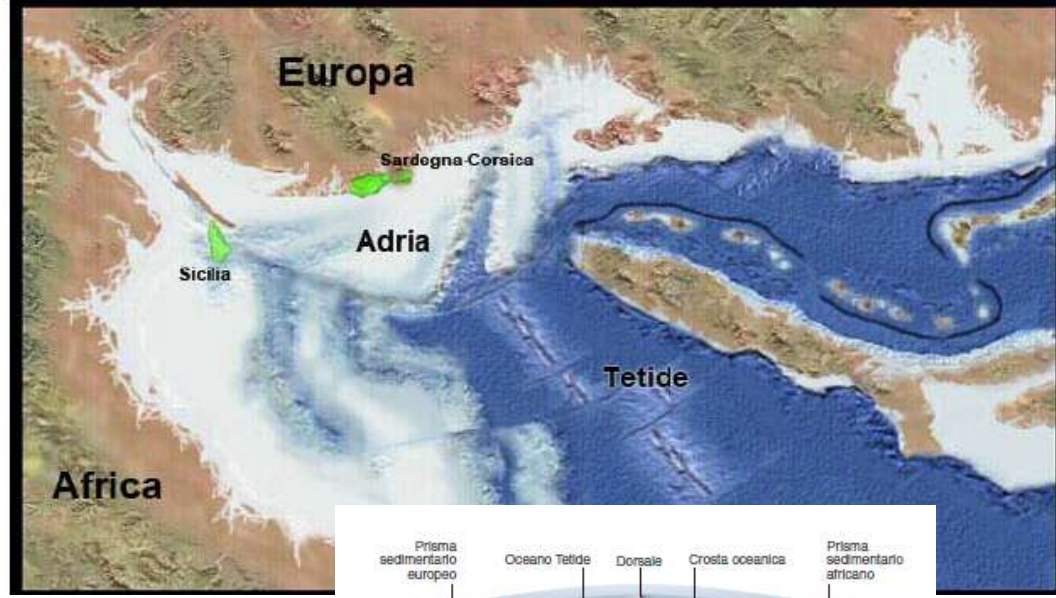 Europa
Sardegna-Corsica
Adria
Sicilia
Tetide
Africa
Prisma
sedimentario
europeo
Oceano Tetide
Dorsale
Crosta oceanica
Prisma
sedimentario
africano